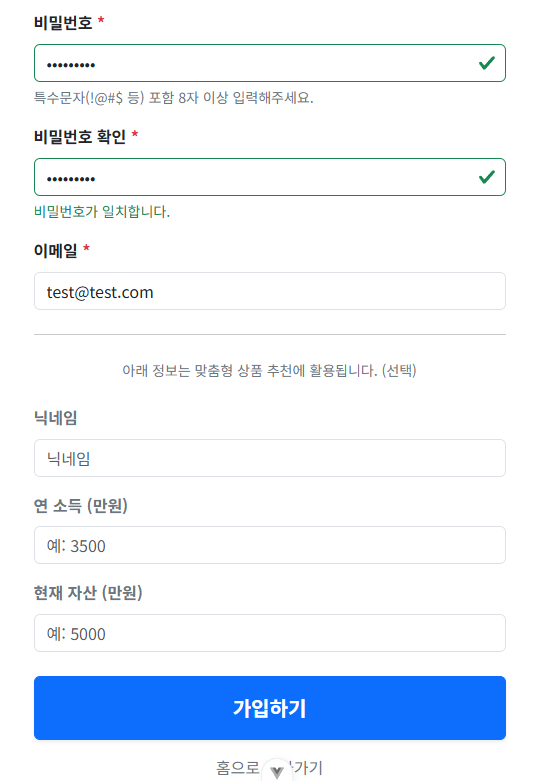 비밀번호 *
•••••••••
특수문자(!@#$ 등) 포함 8자 이상 입력해주세요.
비밀번호 확인 *
•••••••••
비밀번호가 일치합니다.
이메일 *
test@test.com
아래 정보는 맞춤형 상품 추천에 활용됩니다. (선택)
닉네임
닉네임
연 소득 (만원)
예: 3500
현재 자산 (만원)
예: 5000
가입하기
홈으로